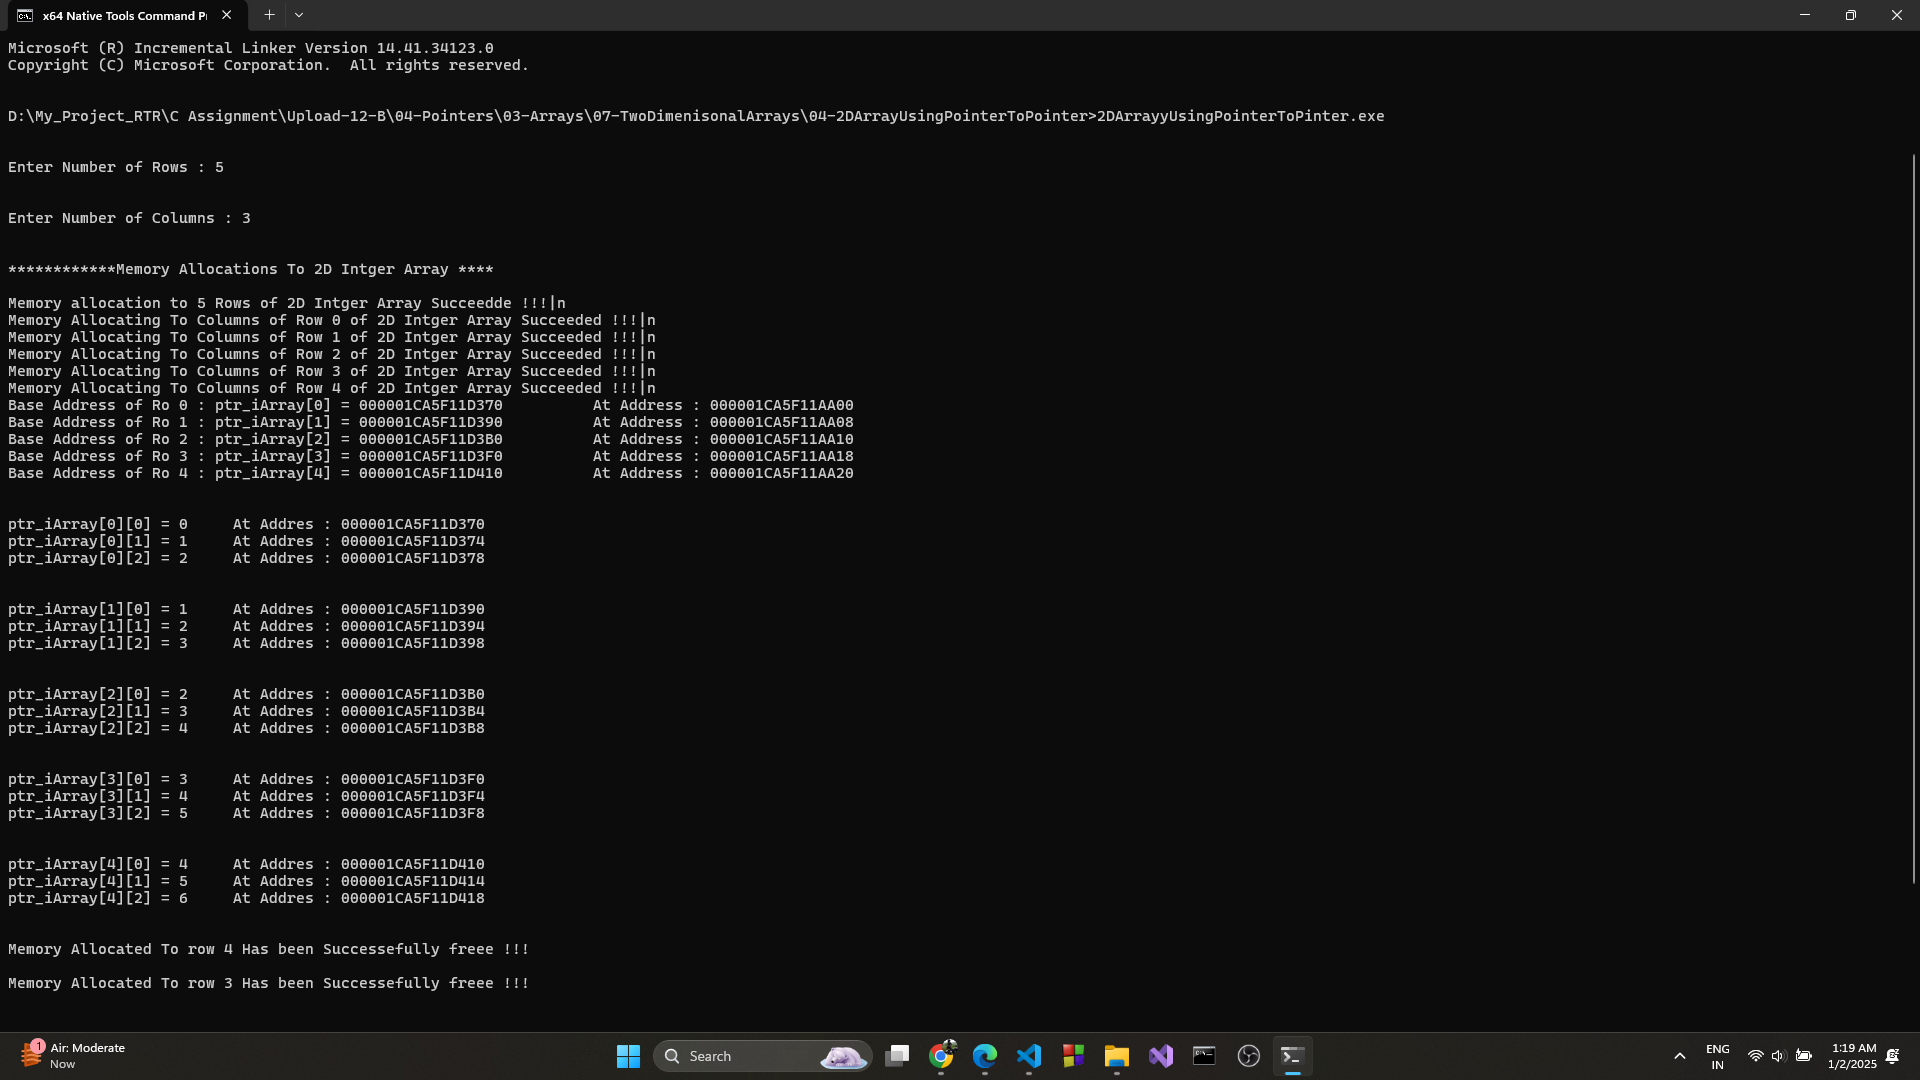 x64 Native Tools Command P
Microsoft (R) Incremental Linker Version 14.41.34123.0
Copyright (C) Microsoft Corporation.  All rights reserved.
D:\My_Project_RTR\C Assignment\Upload-12-B\04-Pointers\03-Arrays\07-TwoDimenisonalArrays\04-2DArrayUsingPointerToPointer>2DArrayyUsingPointerToPinter.exe
Enter Number of Rows : 5
Enter Number of Columns : 3
************Memory Allocations To 2D Intger Array ****
Memory allocation to 5 Rows of 2D Intger Array Succeedde !!!|n
Memory Allocating To Columns of Row 0 of 2D Intger Array Succeeded !!!|n
Memory Allocating To Columns of Row 1 of 2D Intger Array Succeeded !!!|n
Memory Allocating To Columns of Row 2 of 2D Intger Array Succeeded !!!|n
Memory Allocating To Columns of Row 3 of 2D Intger Array Succeeded !!!|n
Memory Allocating To Columns of Row 4 of 2D Intger Array Succeeded !!!|n
Base Address of Ro 0 : ptr_iArray[0] = 000001CA5F11D370          At Address : 000001CA5F11AA00
Base Address of Ro 1 : ptr_iArray[1] = 000001CA5F11D390          At Address : 000001CA5F11AA08
Base Address of Ro 2 : ptr_iArray[2] = 000001CA5F11D3B0          At Address : 000001CA5F11AA10
Base Address of Ro 3 : ptr_iArray[3] = 000001CA5F11D3F0          At Address : 000001CA5F11AA18
Base Address of Ro 4 : ptr_iArray[4] = 000001CA5F11D410          At Address : 000001CA5F11AA20
ptr_iArray[0][0] = 0     At Addres : 000001CA5F11D370
ptr_iArray[0][1] = 1     At Addres : 000001CA5F11D374
ptr_iArray[0][2] = 2     At Addres : 000001CA5F11D378
ptr_iArray[1][0] = 1     At Addres : 000001CA5F11D390
ptr_iArray[1][1] = 2     At Addres : 000001CA5F11D394
ptr_iArray[1][2] = 3     At Addres : 000001CA5F11D398
ptr_iArray[2][0] = 2     At Addres : 000001CA5F11D3B0
ptr_iArray[2][1] = 3     At Addres : 000001CA5F11D3B4
ptr_iArray[2][2] = 4     At Addres : 000001CA5F11D3B8
ptr_iArray[3][0] = 3     At Addres : 000001CA5F11D3F0
ptr_iArray[3][1] = 4     At Addres : 000001CA5F11D3F4
ptr_iArray[3][2] = 5     At Addres : 000001CA5F11D3F8
ptr_iArray[4][0] = 4     At Addres : 000001CA5F11D410
ptr_iArray[4][1] = 5     At Addres : 000001CA5F11D414
ptr_iArray[4][2] = 6     At Addres : 000001CA5F11D418
Memory Allocated To row 4 Has been Successefully freee !!!
Memory Allocated To row 3 Has been Successefully freee !!!
1
Air: Moderate
Now
Search
ENG
IN
1:19 AM
1/2/2025